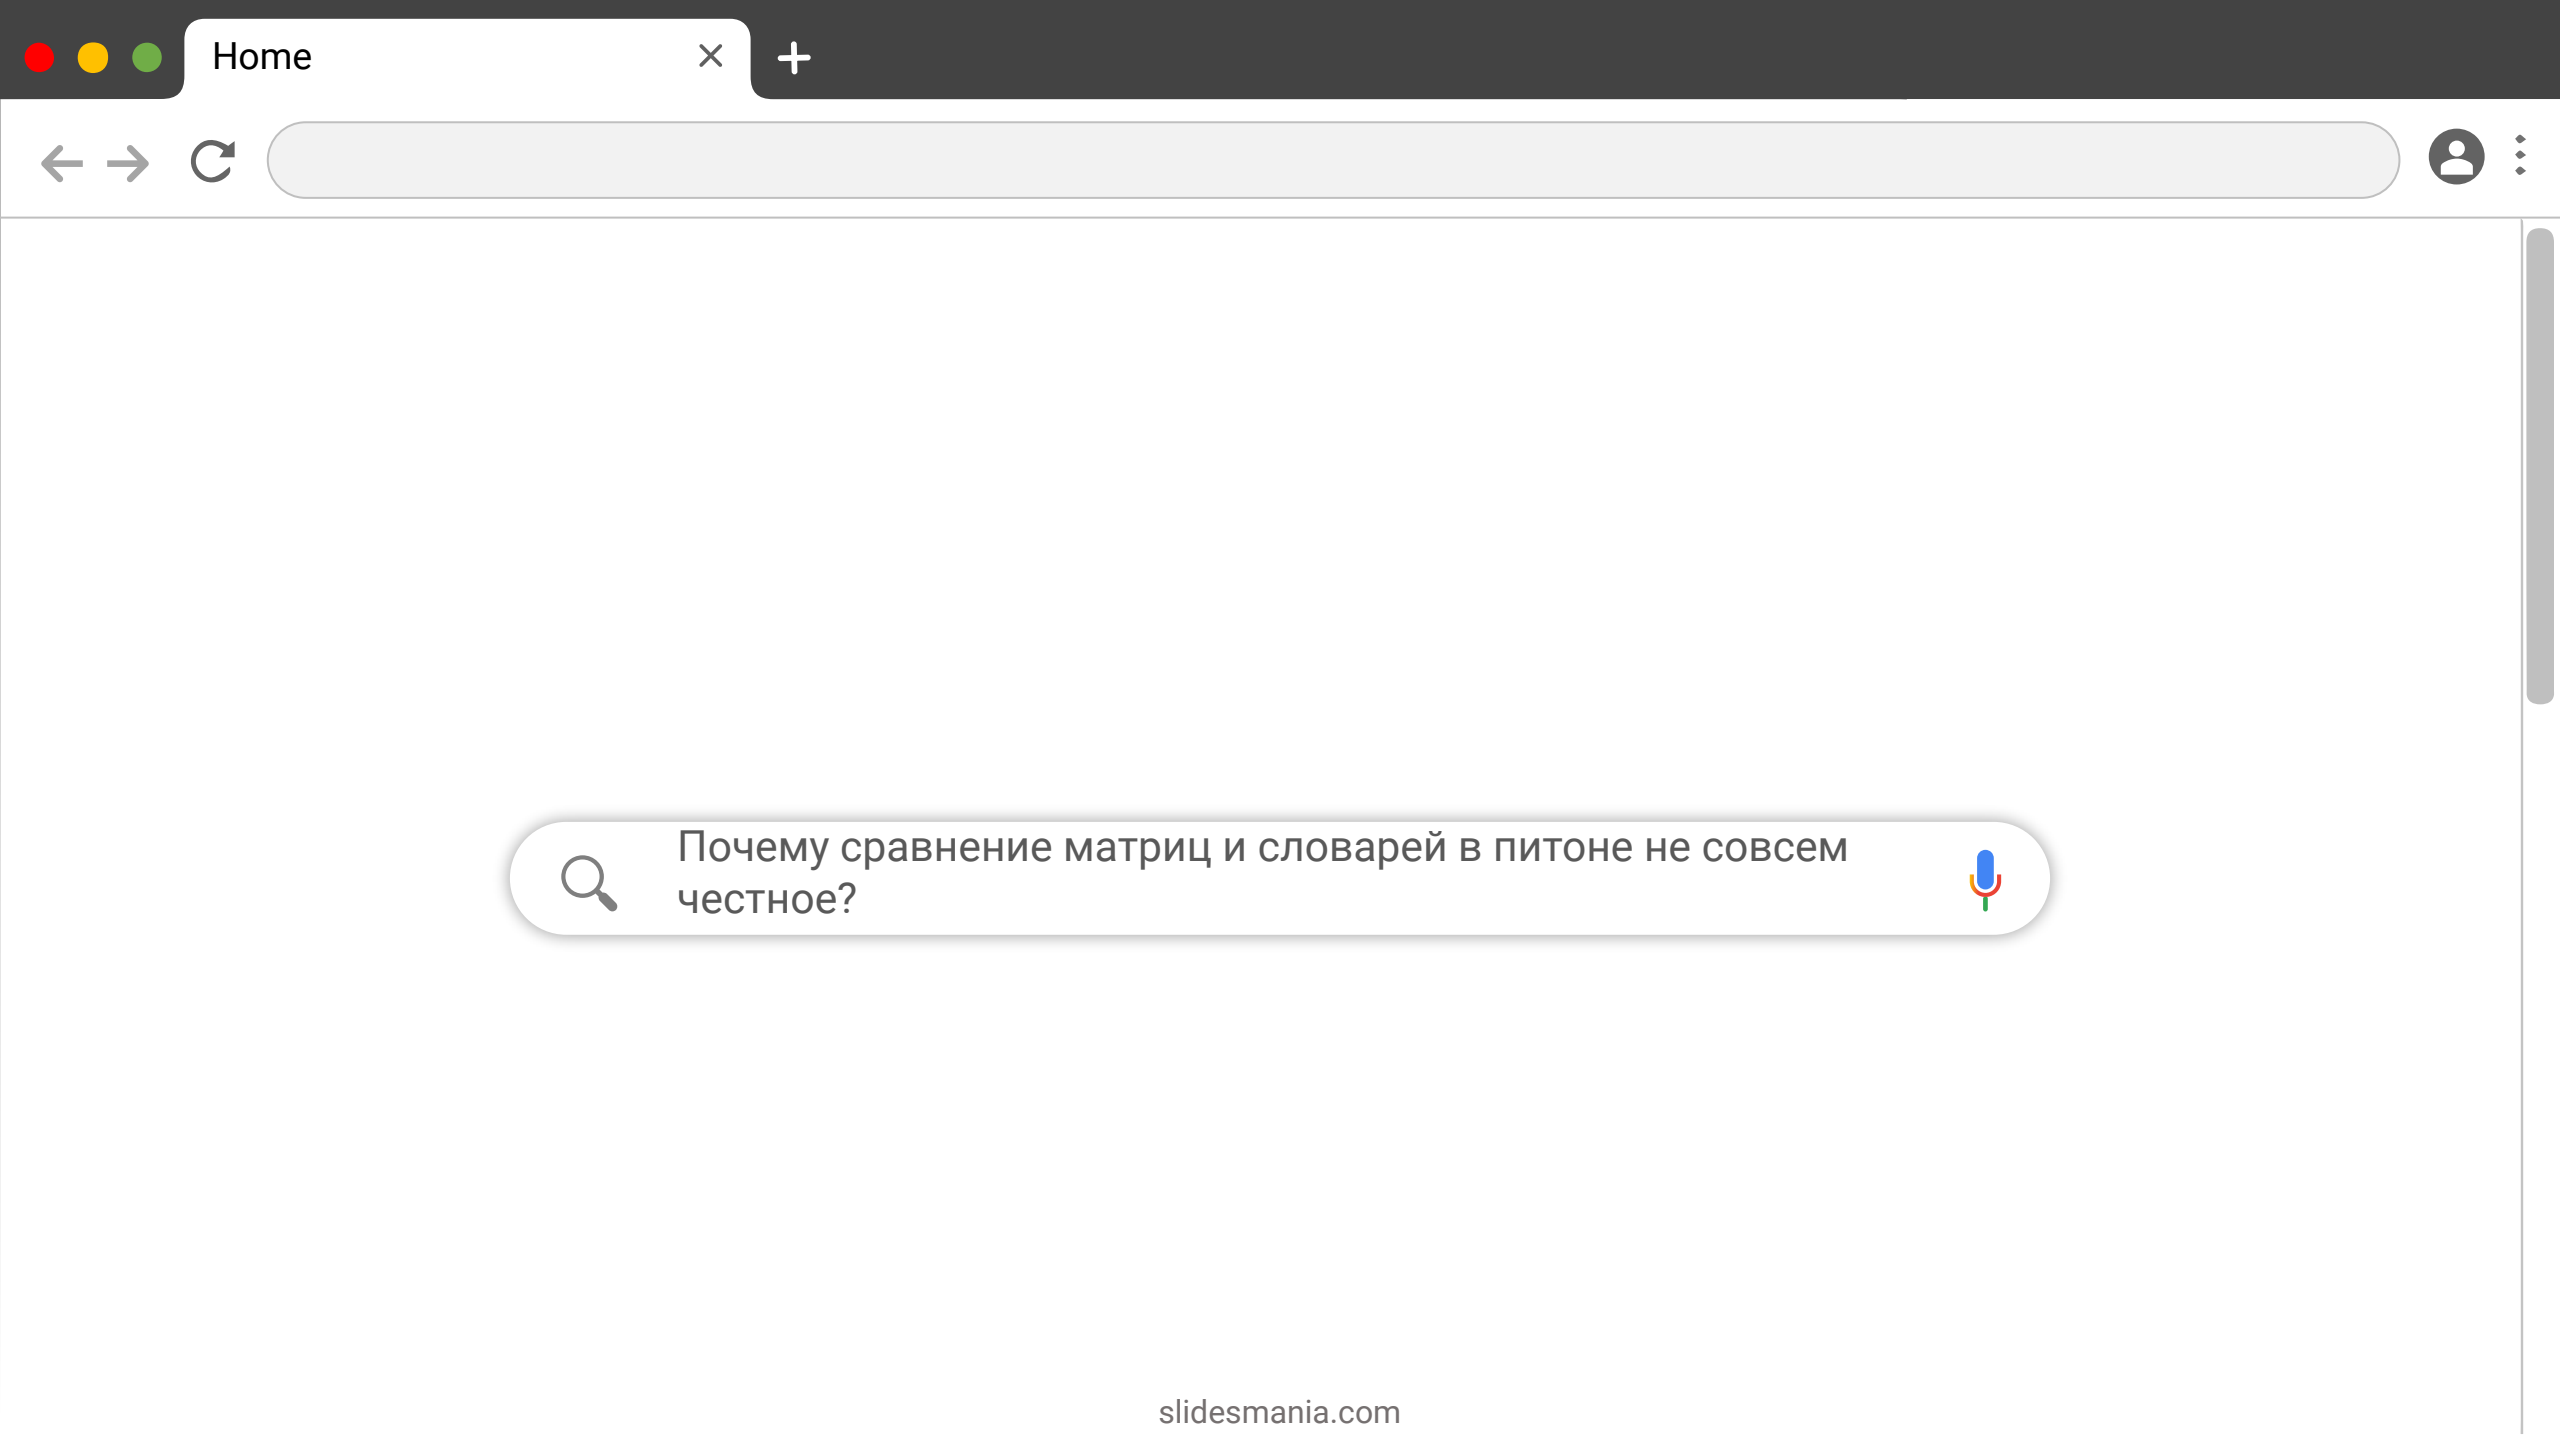 Home
Почему сравнение матриц и словарей в питоне не совсем
честное?
slidesmania.com